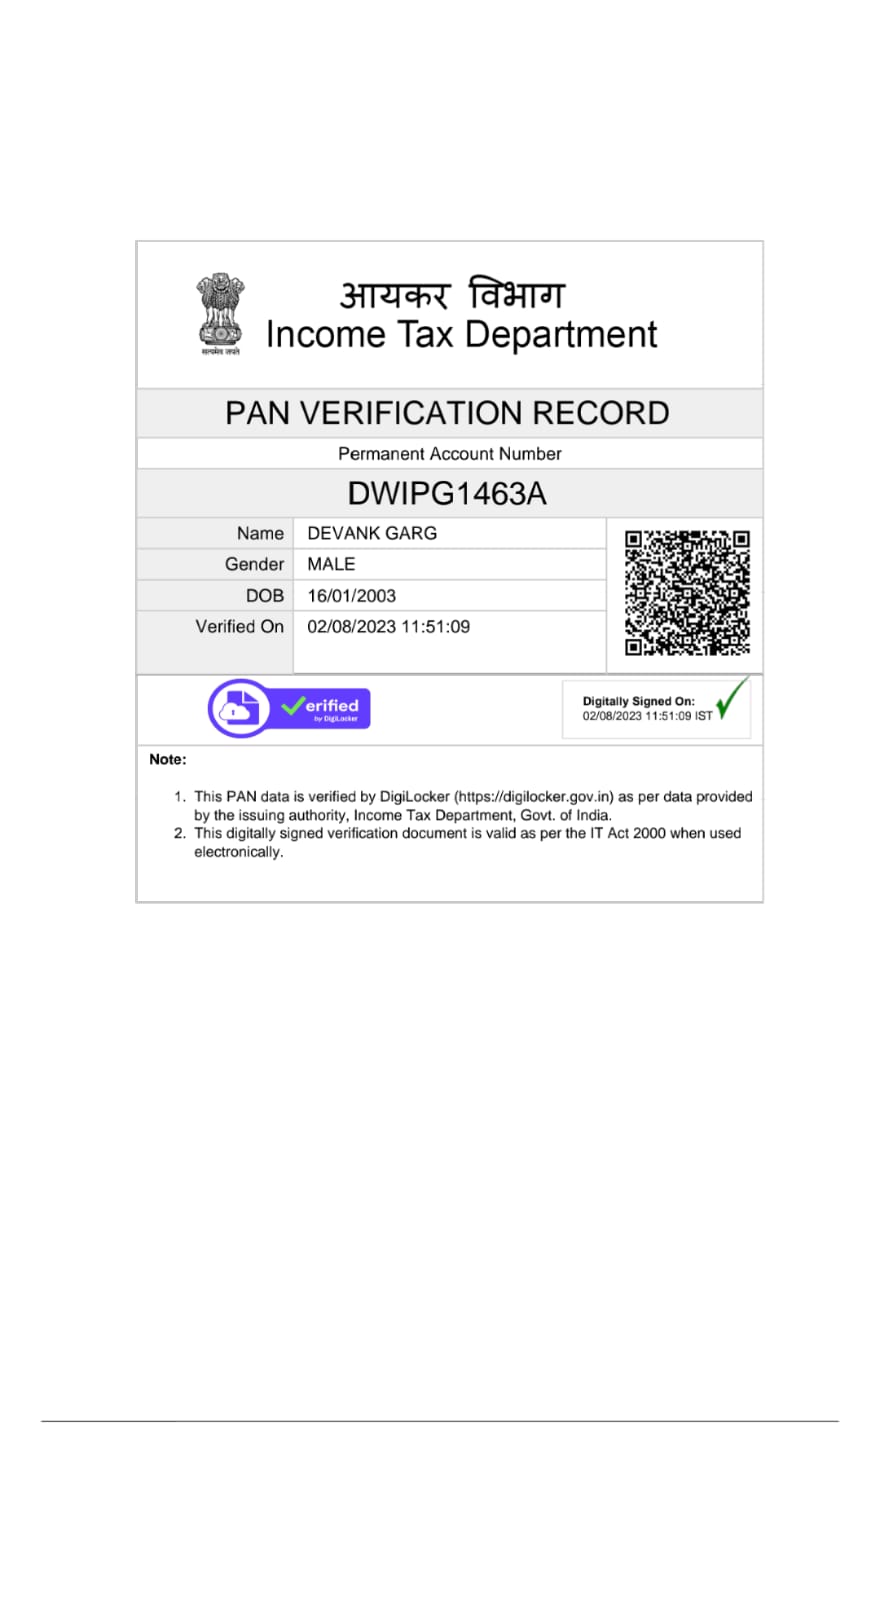 आयकर विभाग
Income Tax Department
सत्यमेव जयते
PAN VERIFICATION RECORD
Permanent Account Number
DWIPG1463A
Name DEVANK GARG
Gender MALE
DOB 16/01/2003
Verified On 02/08/2023 11:51:09
erified
by DigiLocker
Digitally Signed On:
02/08/2023 11:51:09 IST
Note:
1. This PAN data is verified by DigiLocker (https://digilocker.gov.in) as per data provided
by the issuing authority, Income Tax Department, Govt. of India.
2. This digitally signed verification document is valid as per the IT Act 2000 when used
electronically.